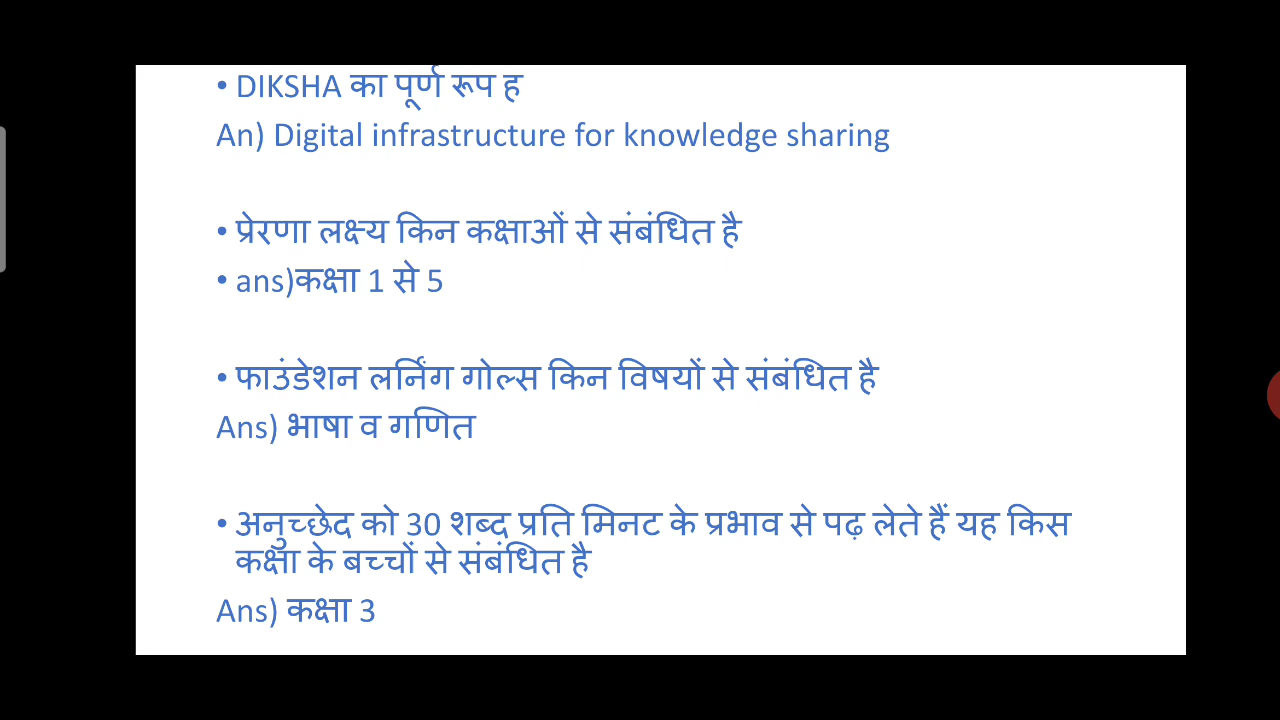 • DIKSHA का पूर्ण रूप ह
An) Digital infrastructure for knowledge sharing
• प्रेरणा लक्ष्य किन कक्षाओं से संबंधित है
• ans)कक्षा 1 से 5
• फाउंडेशन लर्निंग गोल्स किन विषयों से संबंधित है
Ans) भाषा व गणित
• अनुच्छेद को 30 शब्द प्रति मिनट के प्रभाव से पढ़ लेते हैं यह किस
कक्षा के बच्चों से संबंधित है
Ans) कक्षा 3